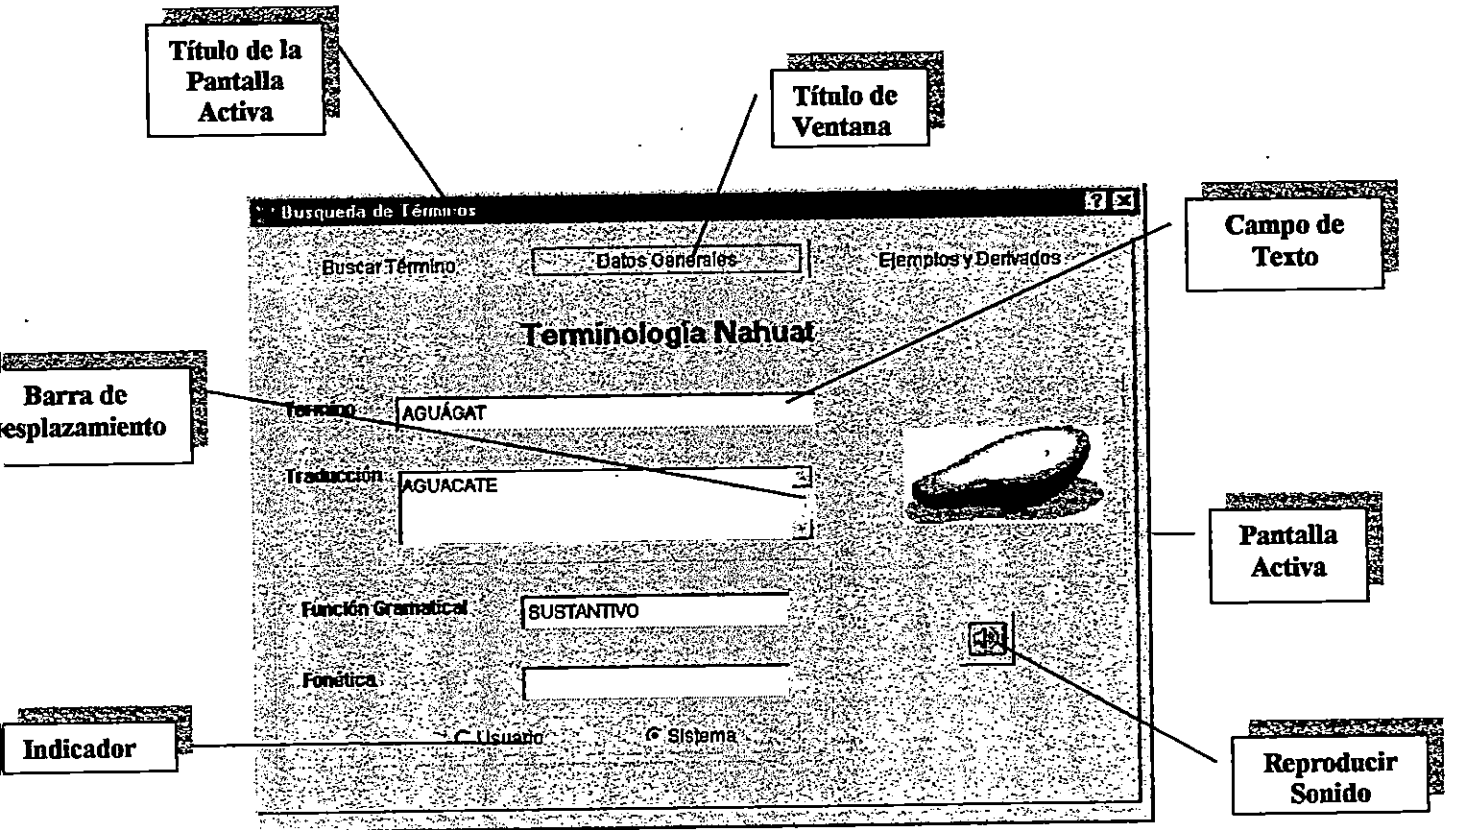 Título de la
Pantalla
Activa
Título de
Ventana
Busqueda de Términos
Campo de
Texto
Buscar Término
Datos Generales
Ejemplos y Derivados
Terminología Nahuat
Barra de
esplazamiento
Término
AGUÁGAT
Traducción
AGUACATE
Pantalla
Activa
Función Gramatical
SUSTANTIVO
Fonética
Indicador
Usuario
Sistema
Reproducir
Sonido